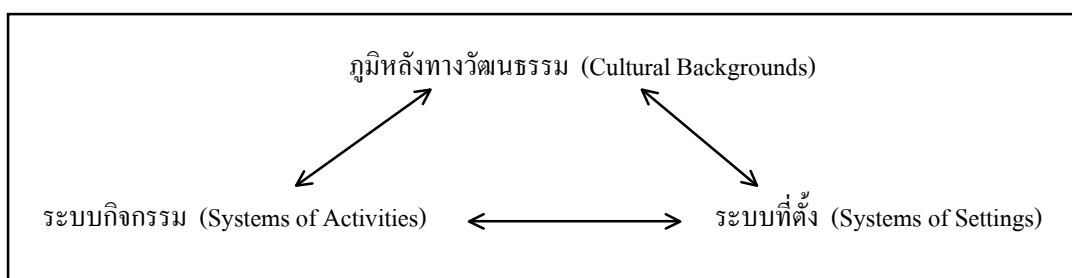 ภูมิหลังทางวัฒนธรรม (Cultural Backgrounds)
ระบบกิจกรรม (Systems of Activities) ระบบที่ตั้ง (Systems of Settings)